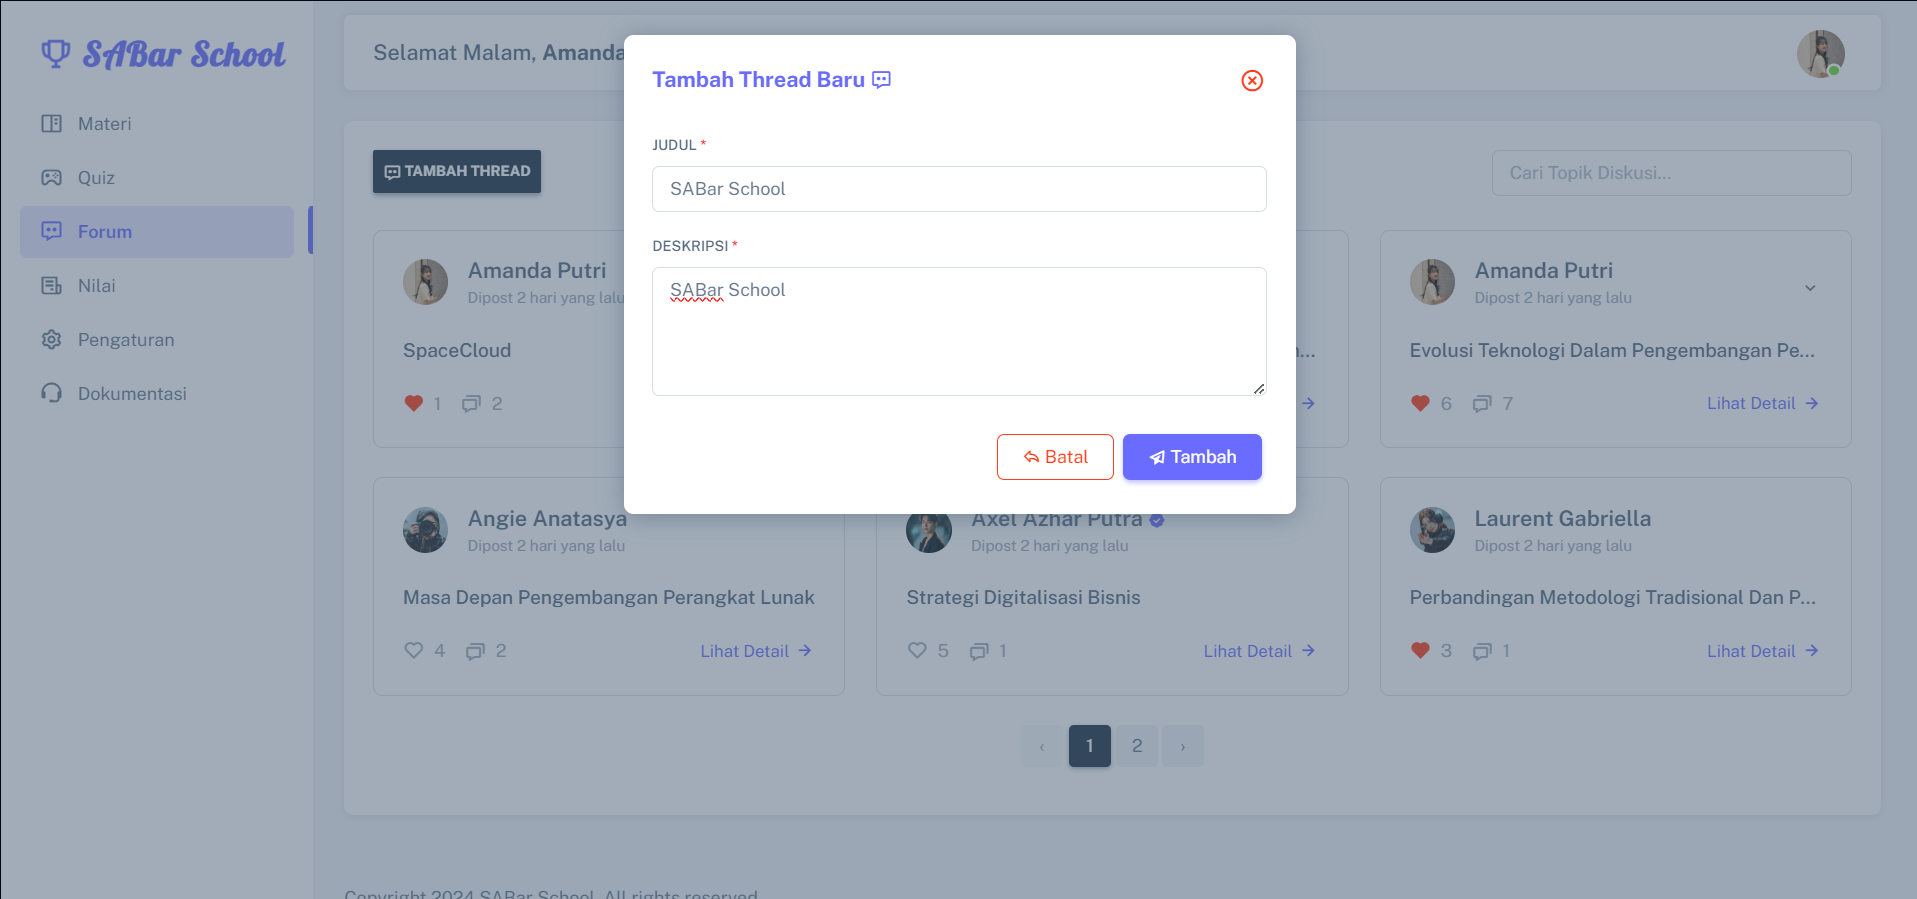 SABar School
Materi
Quiz
Forum
Nilai
Pengaturan
Dokumentasi
Selamat Malam, Amanda
Tambah Thread Baru
JUDUL *
SABar School
DESKRIPSI *
SABar School
Batal
Tambah
TAMBAH THREAD
Cari Topik Diskusi...
Amanda Putri
Dipost 2 hari yang lalu
SpaceCloud
1 2
Amanda Putri
Dipost 2 hari yang lalu
Evolusi Teknologi Dalam Pengembangan Pe...
6 7
Lihat Detail
Angie Anatasya
Dipost 2 hari yang lalu
Masa Depan Pengembangan Perangkat Lunak
4 2
Lihat Detail
Axel Azhar Putra
Dipost 2 hari yang lalu
Strategi Digitalisasi Bisnis
5 1
Lihat Detail
Laurent Gabriella
Dipost 2 hari yang lalu
Perbandingan Metodologi Tradisional Dan P...
3 1
Lihat Detail
‹ 1 2 ›
Copyright 2024 SABar School. All rights reserved